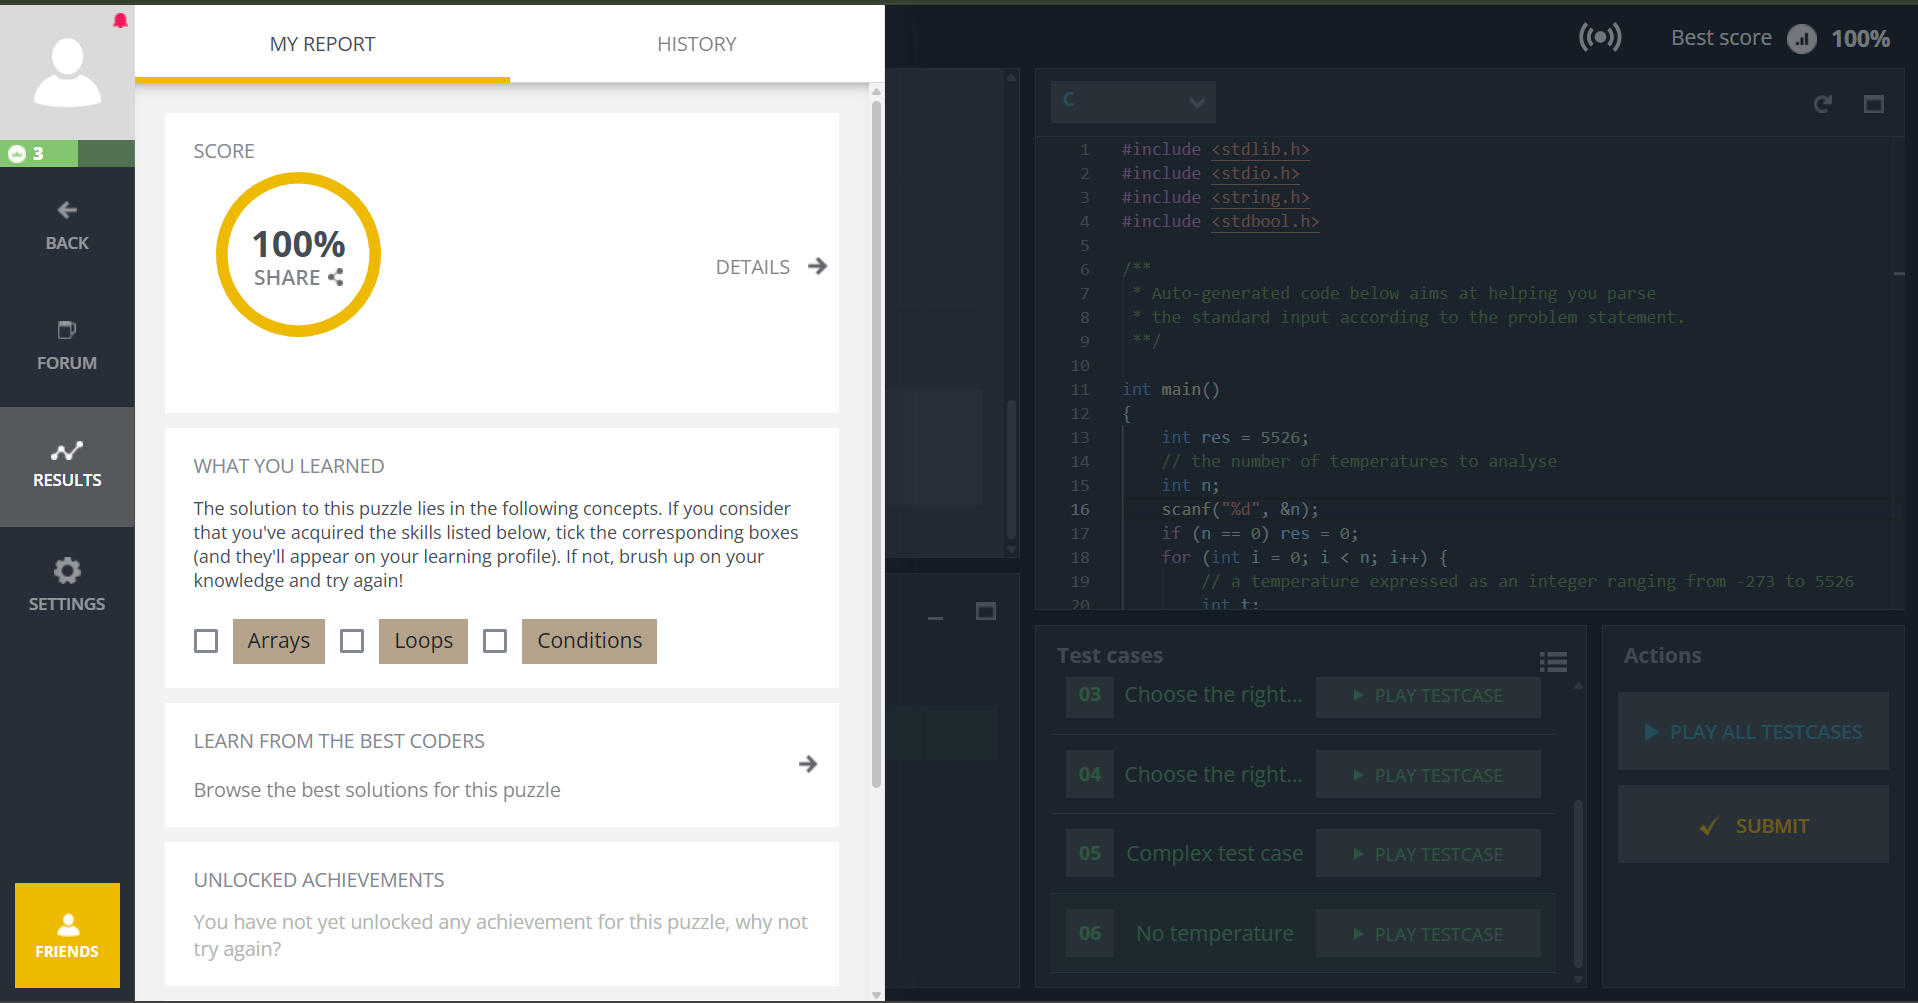 3
BACK
FORUM
RESULTS
SETTINGS
FRIENDS
MY REPORT
HISTORY
SCORE
100%
SHARE
DETAILS
WHAT YOU LEARNED
The solution to this puzzle lies in the following concepts. If you consider
that you've acquired the skills listed below, tick the corresponding boxes
(and they'll appear on your learning profile). If not, brush up on your
knowledge and try again!
Arrays
Loops
Conditions
LEARN FROM THE BEST CODERS
Browse the best solutions for this puzzle
UNLOCKED ACHIEVEMENTS
You have not yet unlocked any achievement for this puzzle, why not
try again?
Best score 100%
C
1 #include <stdlib.h>
2 #include <stdio.h>
3 #include <string.h>
4 #include <stdbool.h>
5
6 /**
7  * Auto-generated code below aims at helping you parse
8  * the standard input according to the problem statement.
9  **/
10
11 int main()
12 {
13     int res = 5526;
14     // the number of temperatures to analyse
15     int n;
16     scanf("%d", &n);
17     if (n == 0) res = 0;
18     for (int i = 0; i < n; i++) {
19         // a temperature expressed as an integer ranging from -273 to 5526
20         int t;
Test cases
03 Choose the right... PLAY TESTCASE
04 Choose the right... PLAY TESTCASE
05 Complex test case PLAY TESTCASE
06 No temperature PLAY TESTCASE
Actions
PLAY ALL TESTCASES
SUBMIT